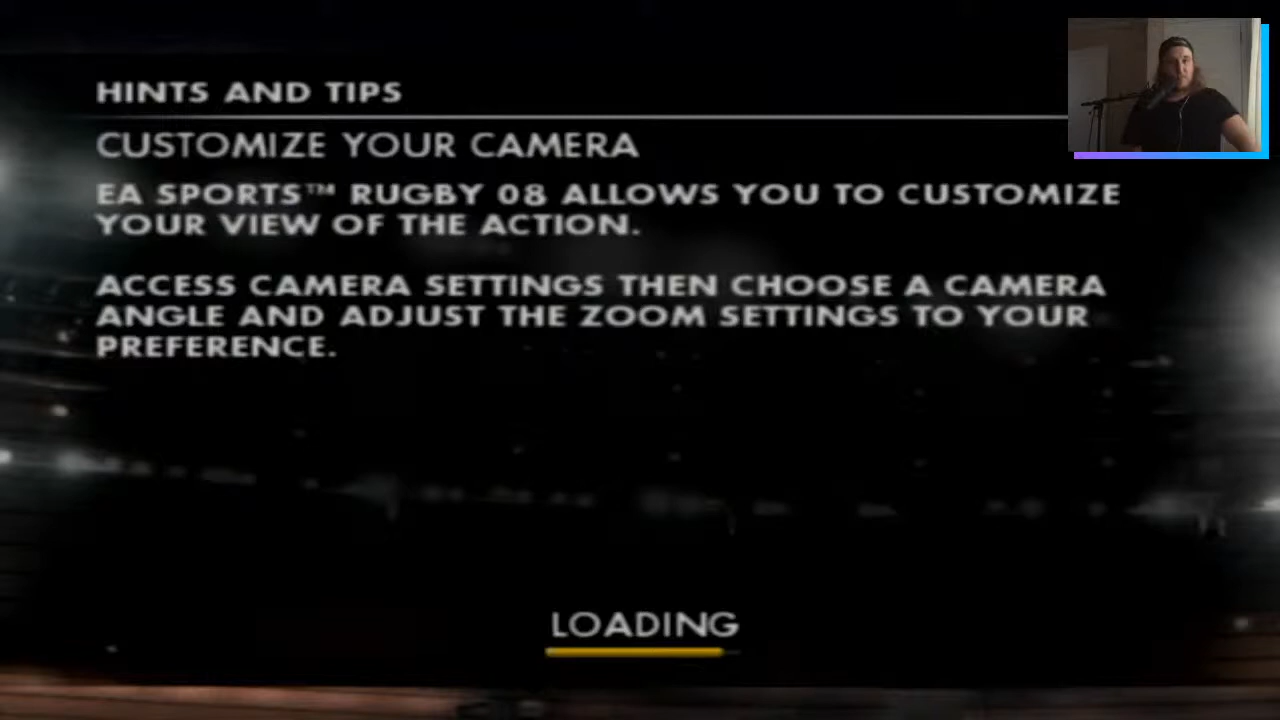 HINTS AND TIPS
CUSTOMIZE YOUR CAMERA
EA SPORTS™ RUGBY 08 ALLOWS YOU TO CUSTOMIZE
YOUR VIEW OF THE ACTION.
ACCESS CAMERA SETTINGS THEN CHOOSE A CAMERA
ANGLE AND ADJUST THE ZOOM SETTINGS TO YOUR
PREFERENCE.
LOADING